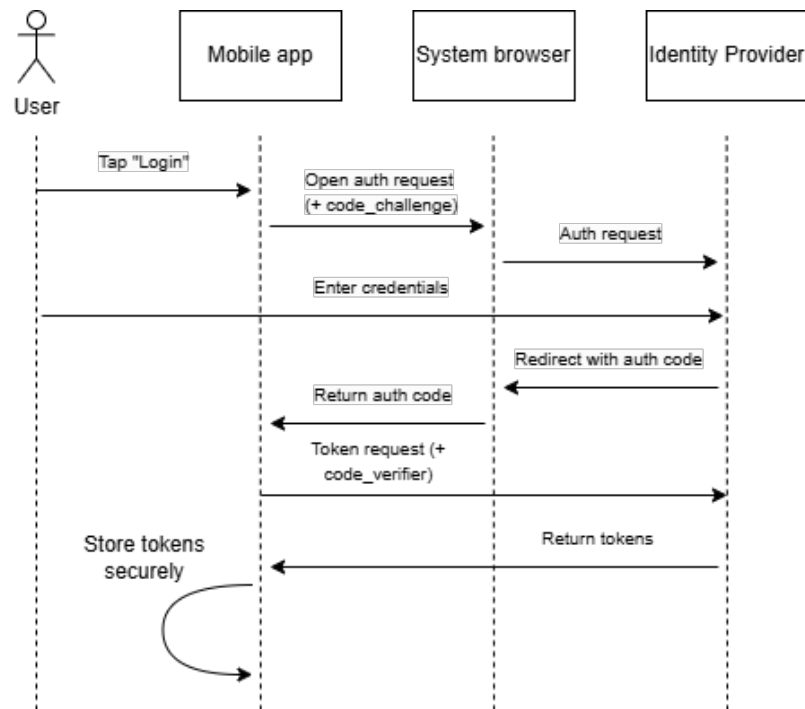 User
Mobile app
System browser
Identity Provider
Tap "Login"
Open auth request
(+ code_challenge)
Auth request
Enter credentials
Redirect with auth code
Return auth code
Token request (+
code_verifier)
Return tokens
Store tokens
securely